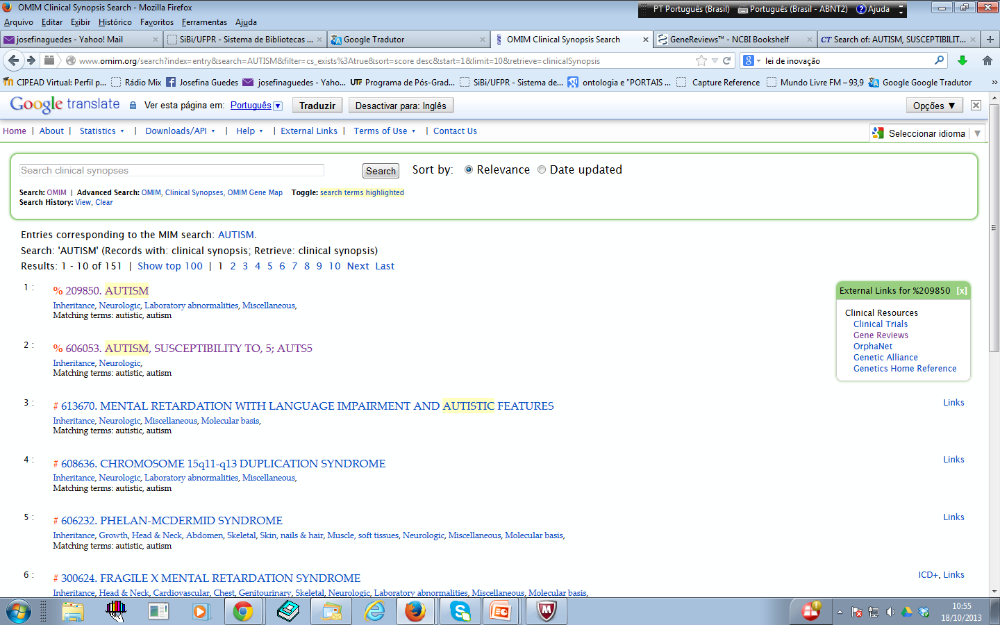 OMIM Clinical Synopsis Search - Mozilla Firefox
PT Português (Brasil) Português (Brasil - ABNT2) Ajuda
Arquivo Editar Exibir Histórico Favoritos Ferramentas Ajuda
josefinaguedes - Yahoo! Mail × SiBi/UFPR - Sistema de Bibliotecas ... × Google Tradutor × OMIM Clinical Synopsis Search × GeneReviews™ - NCBI Bookshelf × CT Search of: AUTISM, SUSCEPTIBILIT... × +
www.omim.org/search?index=entry&search=AUTISM&filter=cs_exists%3Atrue&sort=score desc&start=1&limit=10&retrieve=clinicalSynopsis lei de inovação
CIPEAD Virtual: Perfil p... Rádio Mix Josefina Guedes josefinaguedes - Yahoo... UTF Programa de Pós-Grad... SiBi/UFPR - Sistema de... ontologia e "PORTAIS ... Capture Reference Mundo Livre FM – 93,9 Google Google Tradutor »
Google translate Ver esta página em: Português Traduzir Desactivar para: Inglês Opções ▼
Home | About | Statistics | Downloads/API | Help | External Links | Terms of Use | Contact Us
Seleccionar idioma
Search clinical synopses Search Sort by: Relevance Date updated
Search: OMIM | Advanced Search: OMIM, Clinical Synopses, OMIM Gene Map Toggle: search terms highlighted
Search History: View, Clear
Entries corresponding to the MIM search: AUTISM.
Search: 'AUTISM' (Records with: clinical synopsis; Retrieve: clinical synopsis)
Results: 1 - 10 of 151 | Show top 100 | 1 2 3 4 5 6 7 8 9 10 Next Last
1 : % 209850. AUTISM
Inheritance, Neurologic, Laboratory abnormalities, Miscellaneous,
Matching terms: autistic, autism
External Links for %209850 [x]
Clinical Resources
Clinical Trials
Gene Reviews
OrphaNet
Genetic Alliance
Genetics Home Reference
2 : % 606053. AUTISM, SUSCEPTIBILITY TO, 5; AUTS5
Inheritance, Neurologic,
Matching terms: autistic, autism
3 : # 613670. MENTAL RETARDATION WITH LANGUAGE IMPAIRMENT AND AUTISTIC FEATURES Links
Inheritance, Neurologic, Miscellaneous, Molecular basis,
Matching terms: autistic, autism
4 : # 608636. CHROMOSOME 15q11-q13 DUPLICATION SYNDROME Links
Inheritance, Neurologic, Laboratory abnormalities, Miscellaneous,
Matching terms: autistic, autism
5 : # 606232. PHELAN-MCDERMID SYNDROME Links
Inheritance, Growth, Head & Neck, Abdomen, Skeletal, Skin, nails & hair, Muscle, soft tissues, Neurologic, Miscellaneous, Molecular basis,
Matching terms: autistic, autism
6 : # 300624. FRAGILE X MENTAL RETARDATION SYNDROME ICD+, Links
Inheritance, Head & Neck, Cardiovascular, Chest, Genitourinary, Skeletal, Neurologic, Laboratory abnormalities, Miscellaneous, Molecular basis,
10:55
18/10/2013